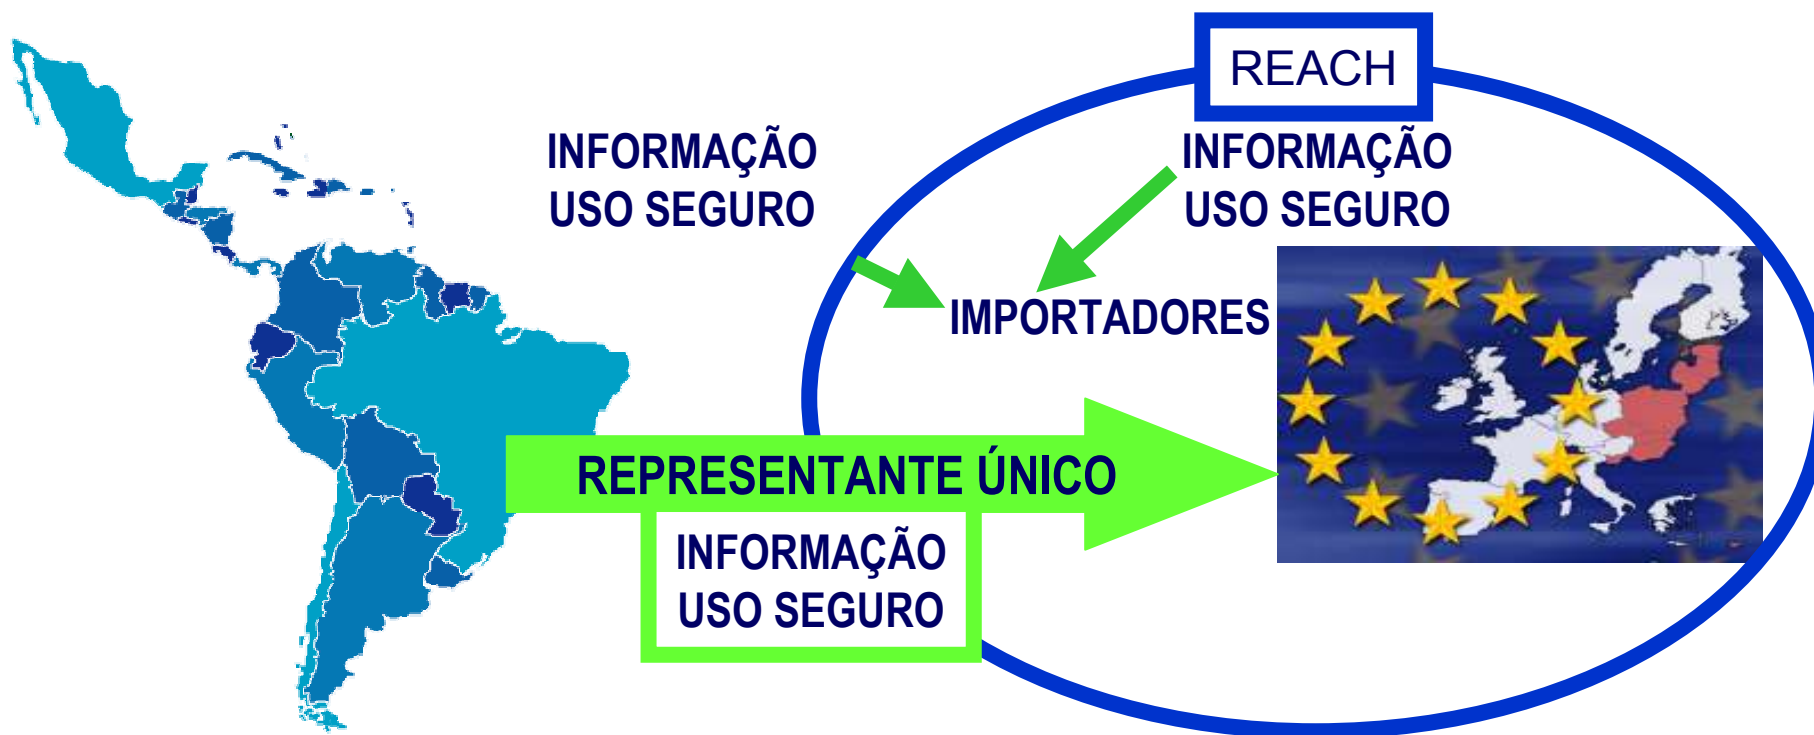 REACH
INFORMAÇÃO
USO SEGURO
INFORMAÇÃO
USO SEGURO
IMPORTADORES
REPRESENTANTE ÚNICO
INFORMAÇÃO
USO SEGURO